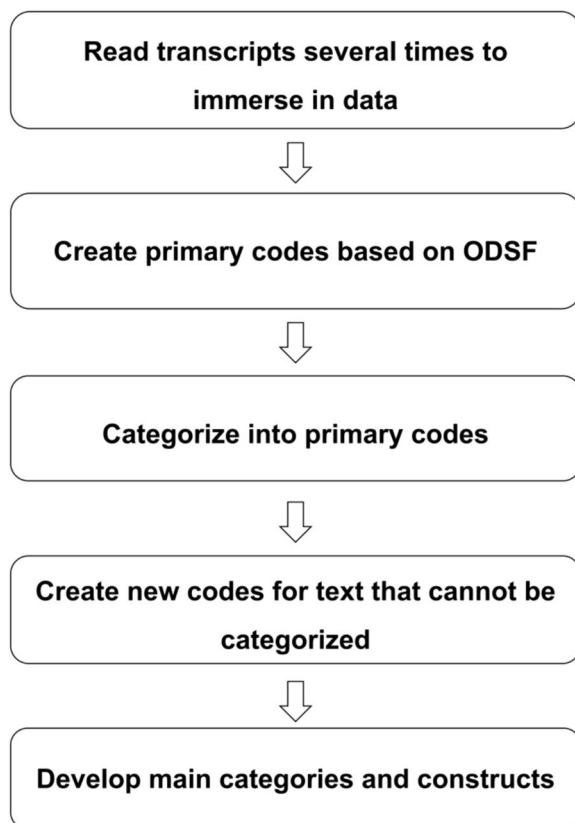 Read transcripts several times to
immerse in data
Create primary codes based on ODSF
Categorize into primary codes
Create new codes for text that cannot be
categorized
Develop main categories and constructs